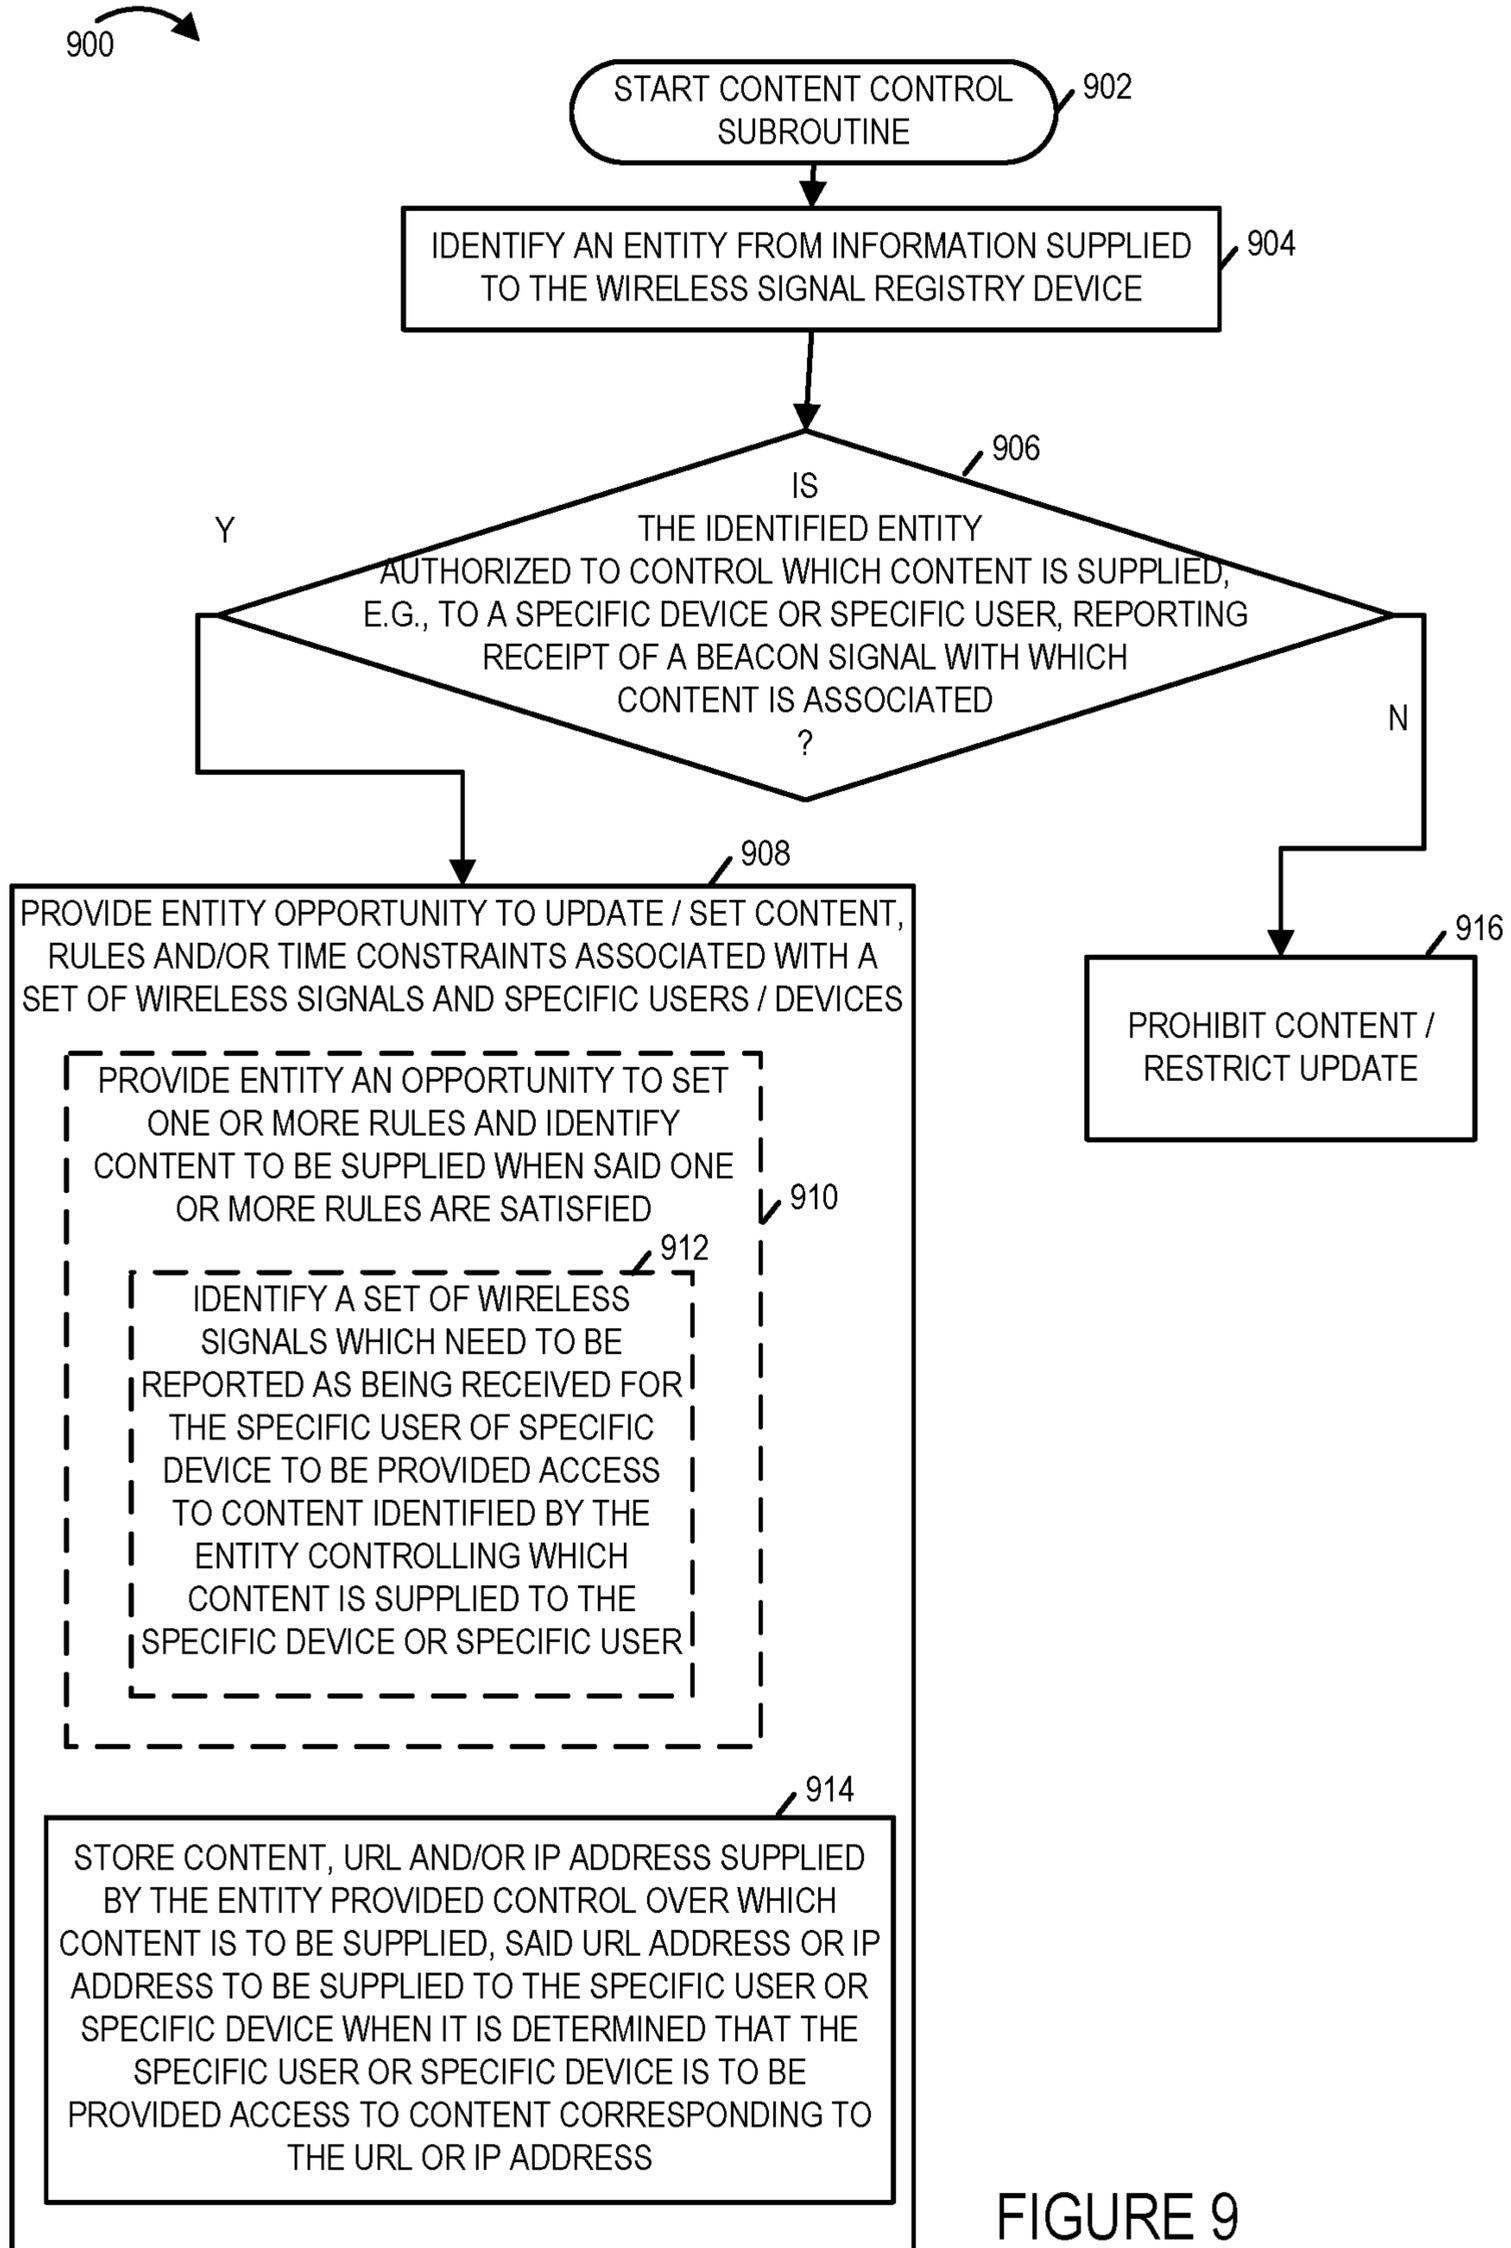 900
START CONTENT CONTROL
SUBROUTINE
902
IDENTIFY AN ENTITY FROM INFORMATION SUPPLIED
TO THE WIRELESS SIGNAL REGISTRY DEVICE
904
906
IS
THE IDENTIFIED ENTITY
AUTHORIZED TO CONTROL WHICH CONTENT IS SUPPLIED,
E.G., TO A SPECIFIC DEVICE OR SPECIFIC USER, REPORTING
RECEIPT OF A BEACON SIGNAL WITH WHICH
CONTENT IS ASSOCIATED
?
Y
N
908
PROVIDE ENTITY OPPORTUNITY TO UPDATE / SET CONTENT,
RULES AND/OR TIME CONSTRAINTS ASSOCIATED WITH A
SET OF WIRELESS SIGNALS AND SPECIFIC USERS / DEVICES
916
PROHIBIT CONTENT /
RESTRICT UPDATE
PROVIDE ENTITY AN OPPORTUNITY TO SET
ONE OR MORE RULES AND IDENTIFY
CONTENT TO BE SUPPLIED WHEN SAID ONE
OR MORE RULES ARE SATISFIED
910
912
IDENTIFY A SET OF WIRELESS
SIGNALS WHICH NEED TO BE
REPORTED AS BEING RECEIVED FOR
THE SPECIFIC USER OF SPECIFIC
DEVICE TO BE PROVIDED ACCESS
TO CONTENT IDENTIFIED BY THE
ENTITY CONTROLLING WHICH
CONTENT IS SUPPLIED TO THE
SPECIFIC DEVICE OR SPECIFIC USER
914
STORE CONTENT, URL AND/OR IP ADDRESS SUPPLIED
BY THE ENTITY PROVIDED CONTROL OVER WHICH
CONTENT IS TO BE SUPPLIED, SAID URL ADDRESS OR IP
ADDRESS TO BE SUPPLIED TO THE SPECIFIC USER OR
SPECIFIC DEVICE WHEN IT IS DETERMINED THAT THE
SPECIFIC USER OR SPECIFIC DEVICE IS TO BE
PROVIDED ACCESS TO CONTENT CORRESPONDING TO
THE URL OR IP ADDRESS
FIGURE 9